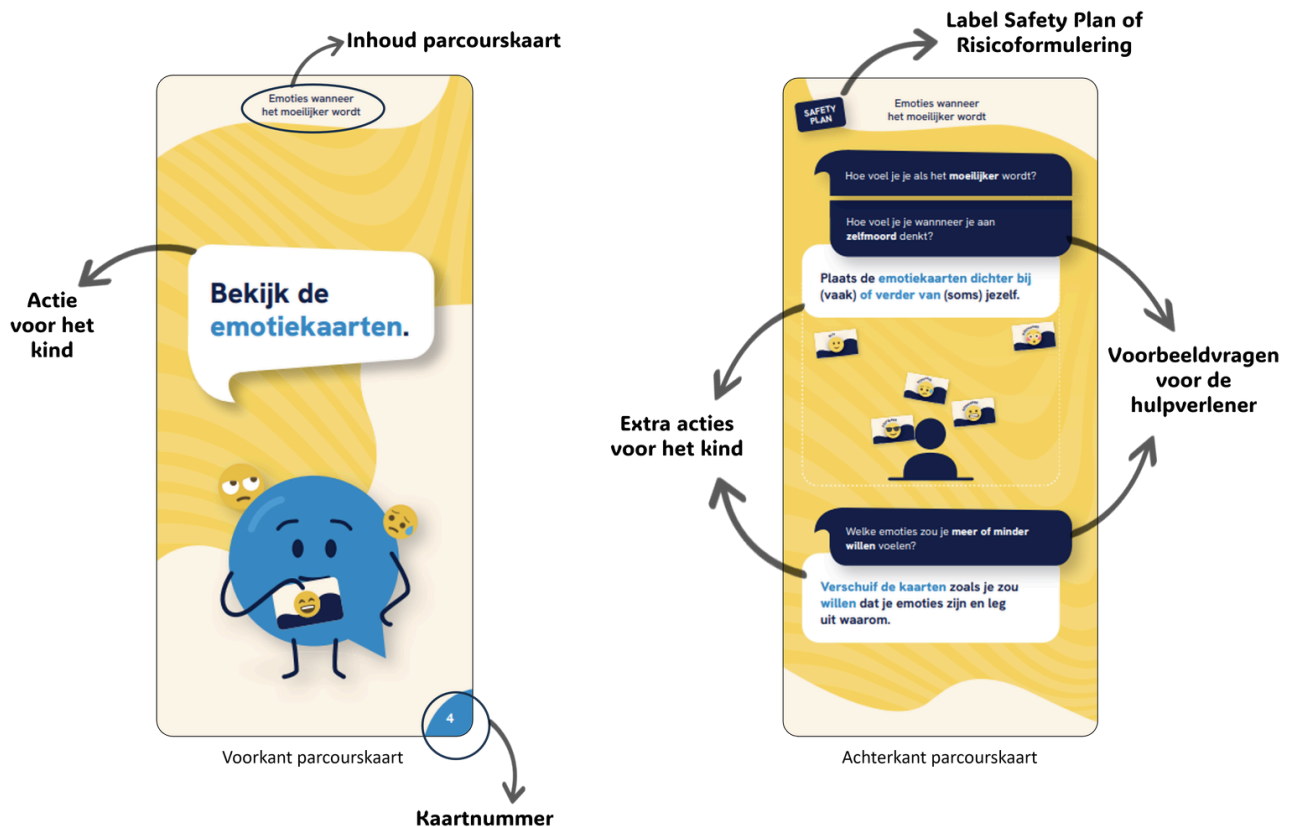 Inhoud parcourskaart
Emoties wanneer
het moeilijker wordt
Actie
voor het
kind
Bekijk de
emotiekaarten.
4
Voorkant parcourskaart
Kaartnummer
Label Safety Plan of
Risicoformulering
SAFETY
PLAN
Emoties wanneer
het moeilijker wordt
Hoe voel je je als het moeilijker wordt?
Hoe voel je je wannneer je aan
zelfmoord denkt?
Plaats de emotiekaarten dichter bij
(vaak) of verder van (soms) jezelf.
Extra acties
voor het kind
Voorbeeldvragen
voor de
hulpverlener
Welke emoties zou je meer of minder
willen voelen?
Verschuif de kaarten zoals je zou
willen dat je emoties zijn en leg
uit waarom.
Achterkant parcourskaart